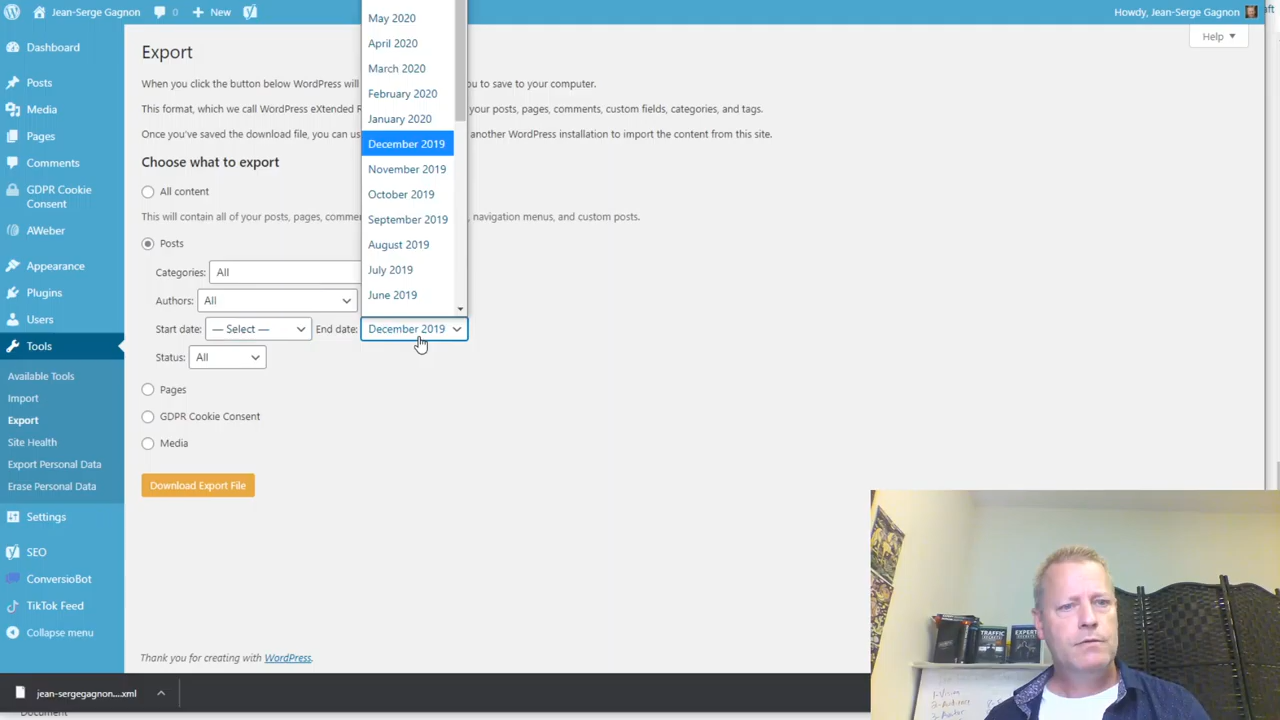 Jean-Serge Gagnon
0
New
Howdy, Jean-Serge Gagnon
Help
Dashboard
Posts
Media
Pages
Comments
GDPR Cookie
Consent
AWeber
Appearance
Plugins
Users
Tools
Available Tools
Import
Export
Site Health
Export Personal Data
Erase Personal Data
Settings
SEO
ConversioBot
TikTok Feed
Collapse menu
Export
When you click the button below WordPress will
u to save to your computer.
This format, which we call WordPress eXtended R
your posts, pages, comments, custom fields, categories, and tags.
Once you've saved the download file, you can us
another WordPress installation to import the content from this site.
Choose what to export
All content
This will contain all of your posts, pages, comme
, navigation menus, and custom posts.
Posts
Categories: All
Authors: All
Start date: — Select — End date: December 2019
Status: All
Pages
GDPR Cookie Consent
Media
Download Export File
May 2020
April 2020
March 2020
February 2020
January 2020
December 2019
November 2019
October 2019
September 2019
August 2019
July 2019
June 2019
Thank you for creating with WordPress.
jean-sergegagnon....xml
TRAFFIC
SECRETS
EXPERT
SECRETS